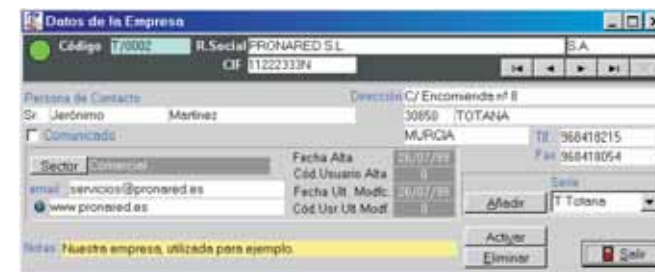 Datos de la Empresa
Código T/0002 R.Social PRONARED S.L S.A.
CIF 11222333N
Persona de Contacto Dirección C/ Encomienda nº 8
Sr. Jerónimo Martinez 30850 TOTANA
Comunicado MURCIA Tlf. 968418215
Sector Comercial Fecha Alta 26/07/99 Fax 968418054
Cód.Usuario Alta 0 Serie
email servicios@pronared.es Fecha Ult. Modfc. 26/07/99 Añadir T Totana
www.pronared.es Cód Usr Ult Modf 0
Notas Nuestra empresa, utilizada para ejemplo. Activar
Eliminar Salir